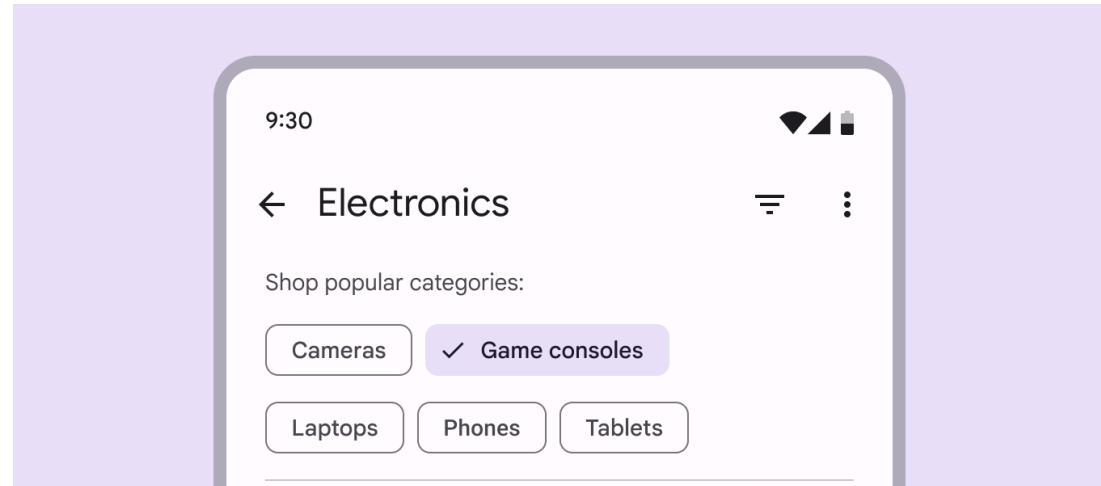 9:30
Electronics
Shop popular categories:
Cameras Game consoles
Laptops Phones Tablets